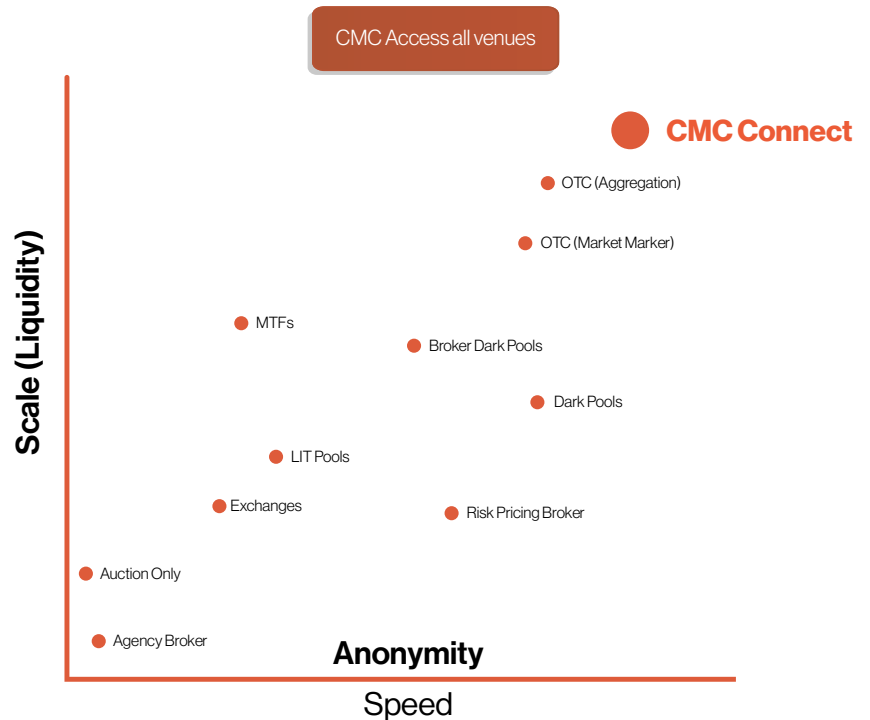 CMC Access all venues
CMC Connect
OTC (Aggregation)
OTC (Market Marker)
MTFs
Broker Dark Pools
Dark Pools
LIT Pools
Exchanges
Risk Pricing Broker
Auction Only
Agency Broker
Scale (Liquidity)
Anonymity
Speed